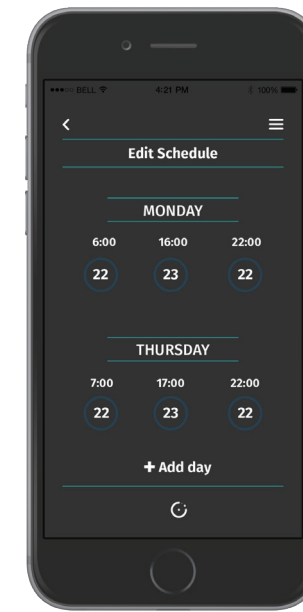 BELL 4:21 PM 100%
Edit Schedule
MONDAY
6:00 16:00 22:00
22 23 22
THURSDAY
7:00 17:00 22:00
22 23 22
+ Add day